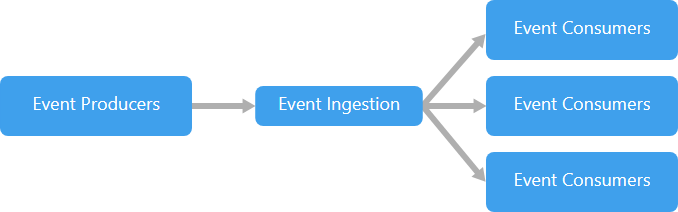 Event Consumers
Event Producers
Event Ingestion
Event Consumers
Event Consumers